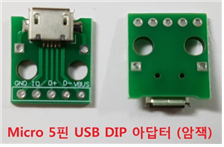 GND ID D+ D- VBUS
Micro 5핀 USB DIP 아답터 (암잭)